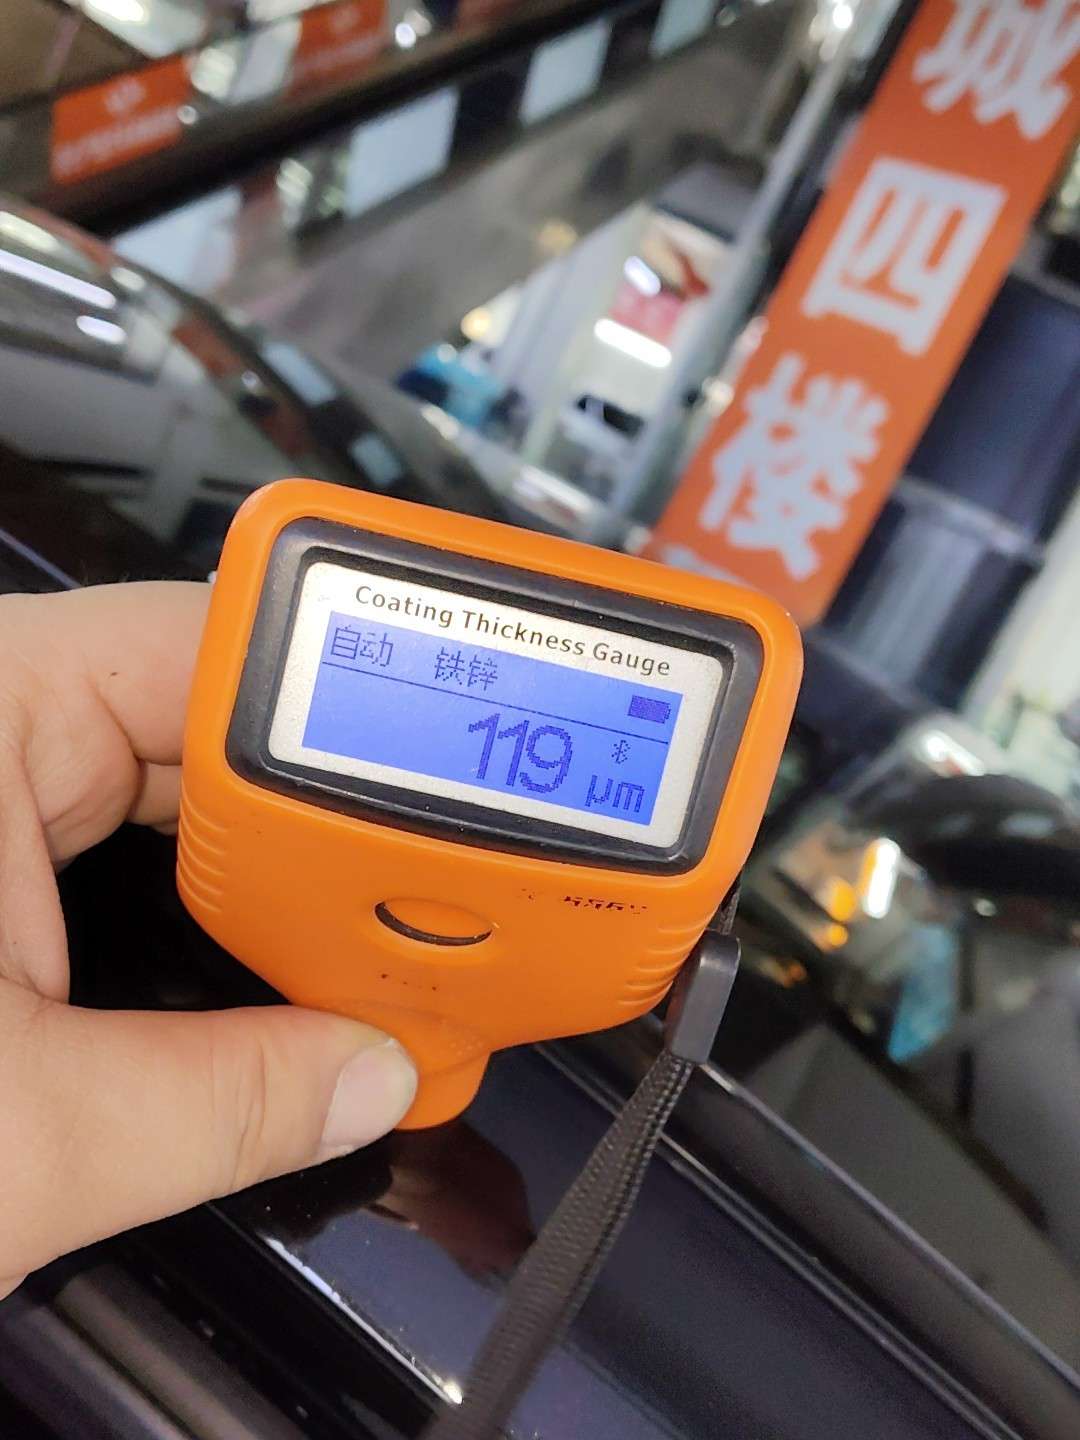 城
四
楼
Coating Thickness Gauge
自动 铁锌
119 μm